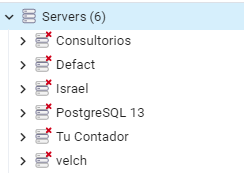 Servers (6)
Consultorios
Defact
Israel
PostgreSQL 13
Tu Contador
velch